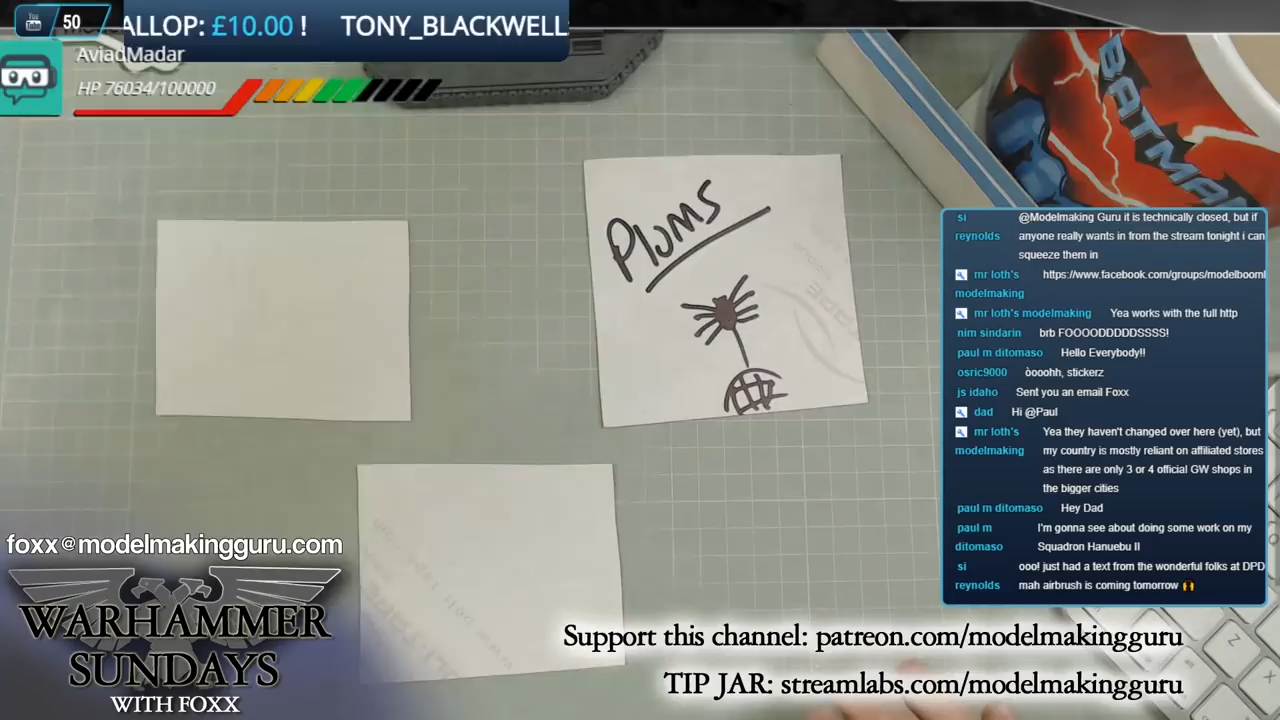 50
ALLOP: £10.00 ! TONY_BLACKWELL
AviadMadar
HP 76034/100000
BATMAN
Plums
si reynolds @Modelmaking Guru it is technically closed, but if
anyone really wants in from the stream tonight i can
squeeze them in
mr loth's modelmaking https://www.facebook.com/groups/modelbooml
mr loth's modelmaking Yea works with the full http
nim sindarin brb FOOOODDDDDSSSS!
paul m ditomaso Hello Everybody!!
osric9000 òooohh, stickerz
js idaho Sent you an email Foxx
dad Hi @Paul
mr loth's modelmaking Yea they haven't changed over here (yet), but
my country is mostly reliant on affiliated stores
as there are only 3 or 4 official GW shops in
the bigger cities
paul m ditomaso Hey Dad
paul m ditomaso I'm gonna see about doing some work on my
Squadron Hanuebu II
si reynolds ooo! just had a text from the wonderful folks at DPD
mah airbrush is coming tomorrow
foxx@modelmakingguru.com
WARHAMMER
SUNDAYS
WITH FOXX
Support this channel: patreon.com/modelmakingguru
TIP JAR: streamlabs.com/modelmakingguru
Z
X